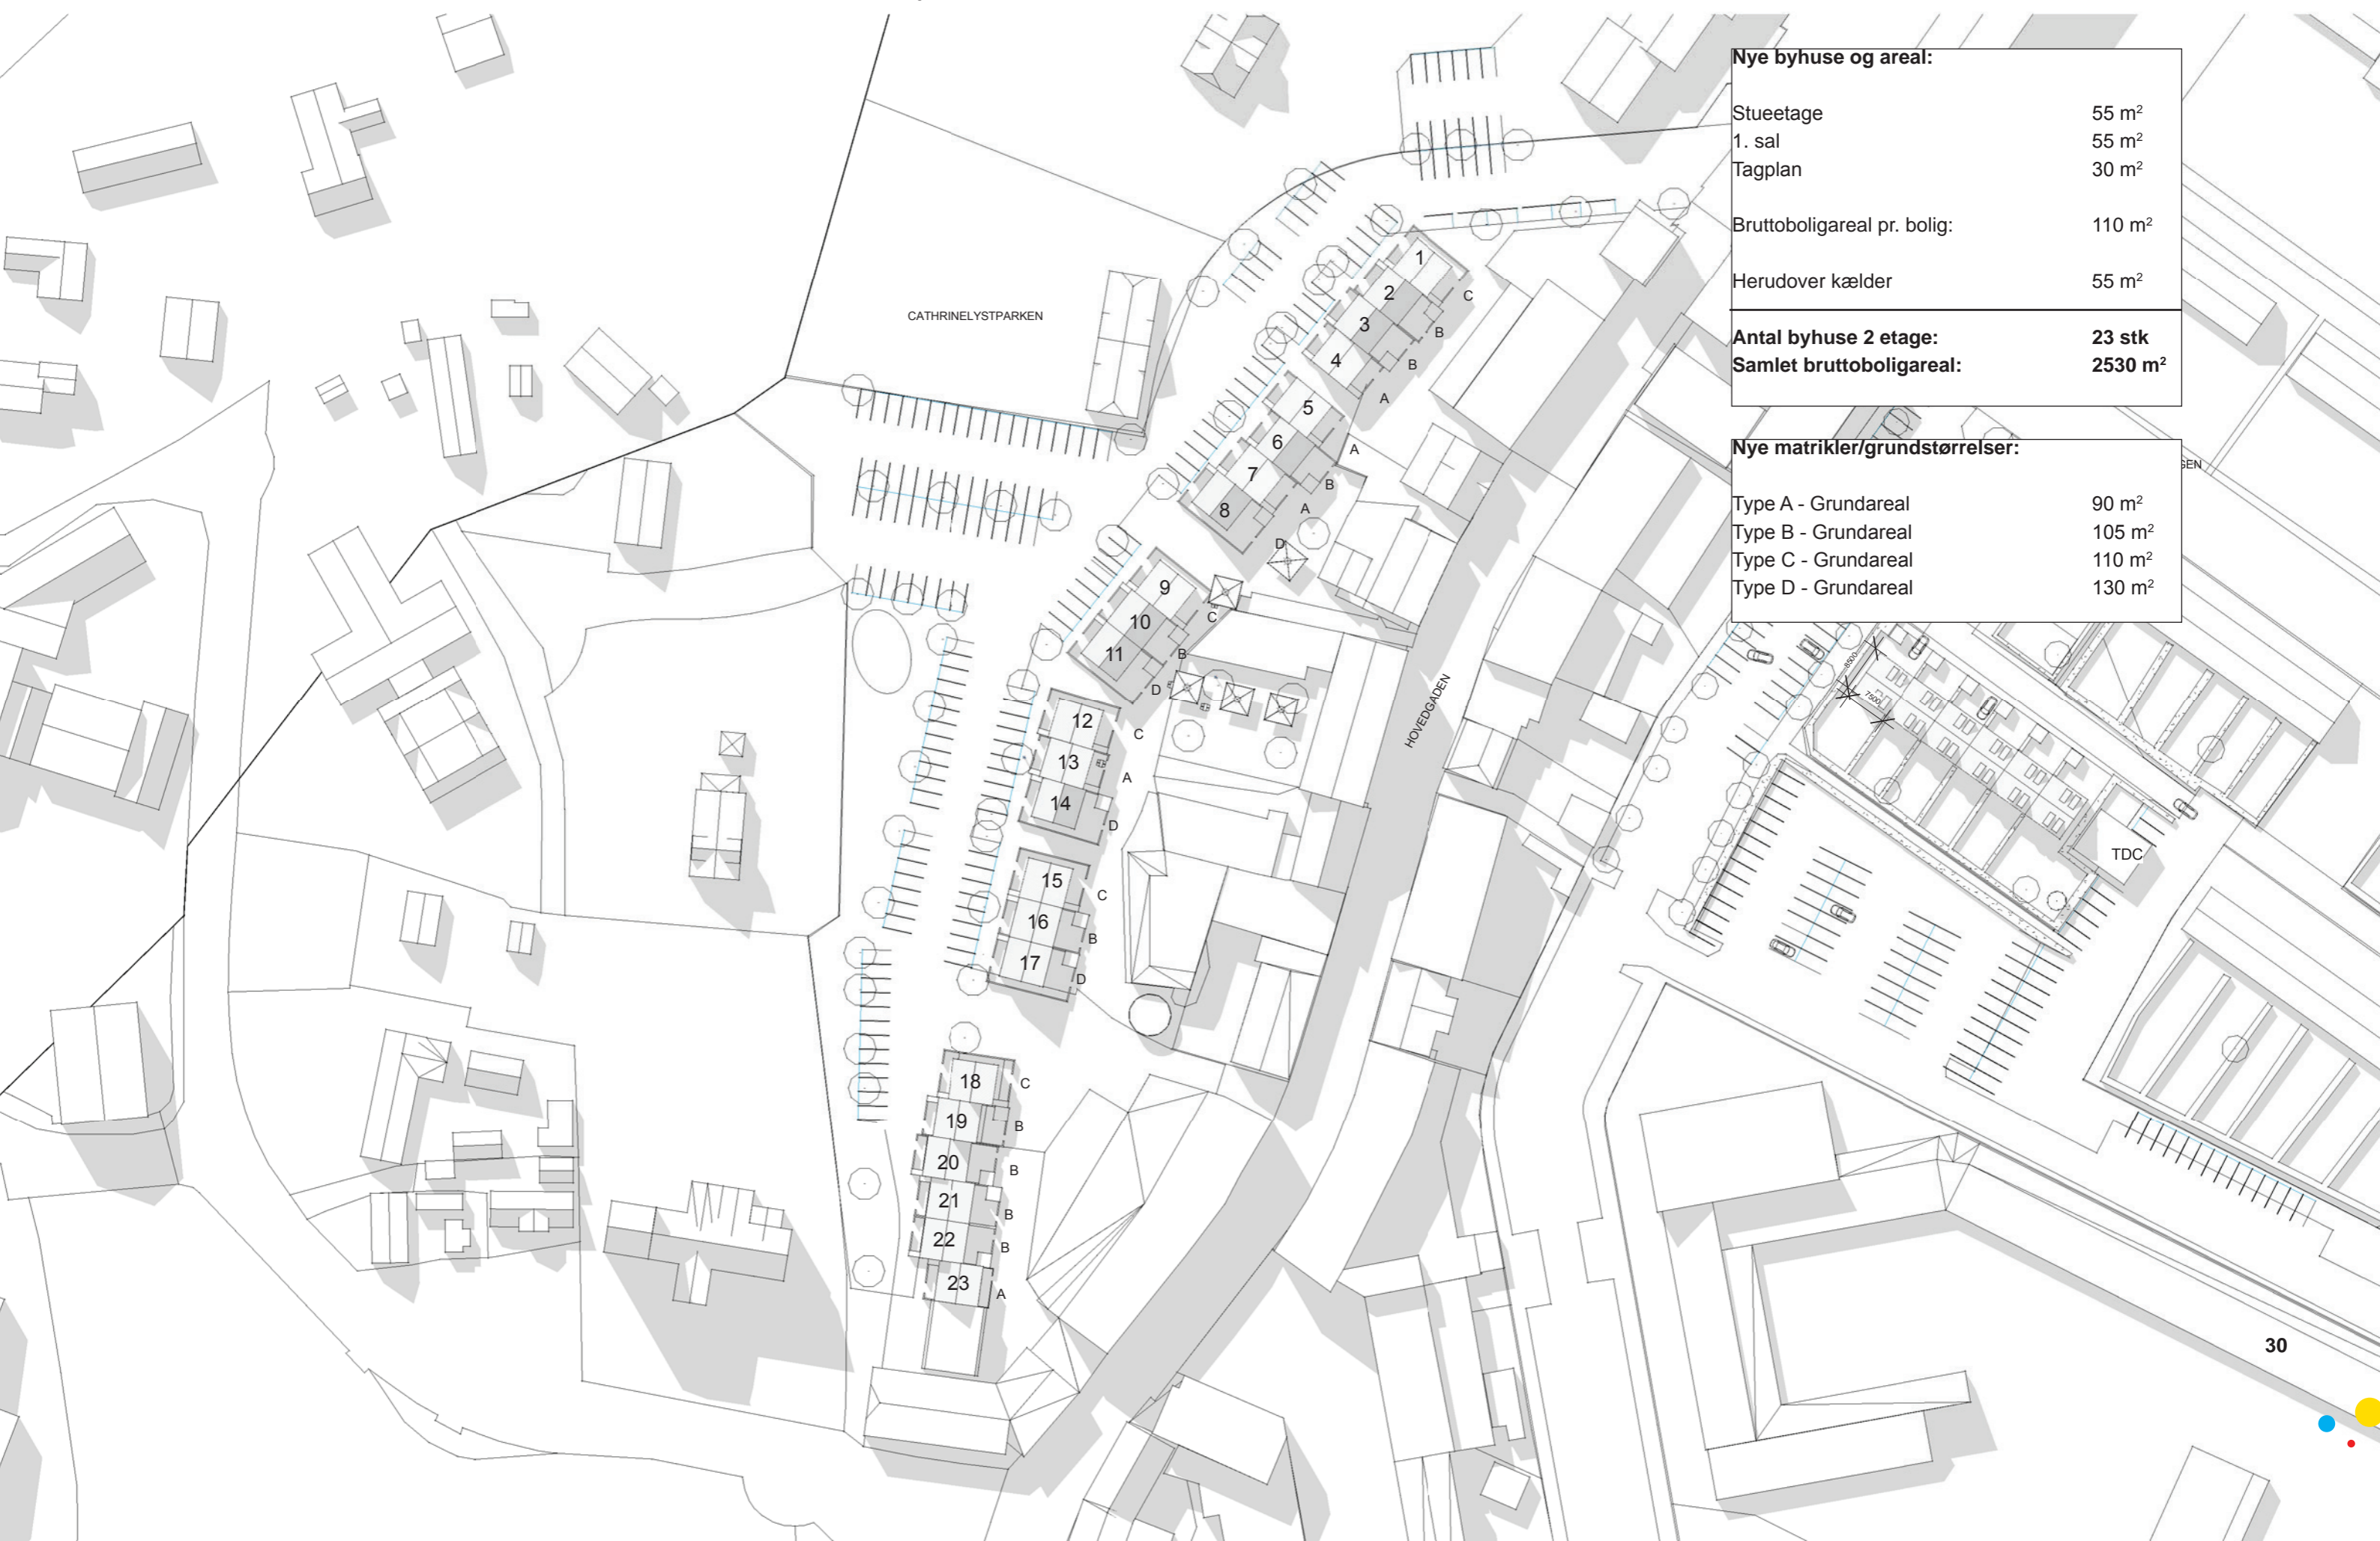 Nye byhuse og areal:
Stueetage 55 m²
1. sal 55 m²
Tagplan 30 m²
Bruttoboligareal pr. bolig: 110 m²
Herudover kælder 55 m²
Antal byhuse 2 etage: 23 stk
Samlet bruttoboligareal: 2530 m²
Nye matrikler/grundstørrelser:
Type A - Grundareal 90 m²
Type B - Grundareal 105 m²
Type C - Grundareal 110 m²
Type D - Grundareal 130 m²
GEN
CATHRINELYSTPARKEN
HOVEDGADEN
1
C
2
B
3
B
4
A
5
A
6
B
7
A
8
D
9
C
10
B
11
D
12
C
13
A
14
D
15
C
16
B
17
D
18
C
19
B
20
B
21
B
22
B
23
A
8500
7500
TDC
30